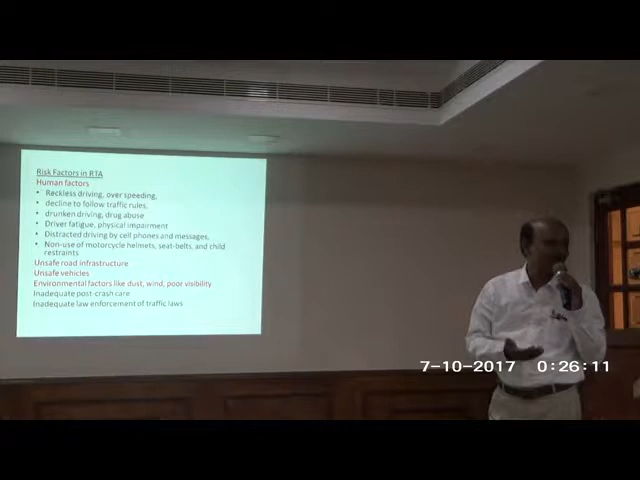 Risk Factors in RTA
Human factors
• Reckless driving, over speeding,
• decline to follow traffic rules,
• drunken driving, drug abuse
• Driver fatigue, physical impairment
• Distracted driving by cell phones and messages,
• Non-use of motorcycle helmets, seat-belts, and child
restraints
Unsafe road infrastructure
Unsafe vehicles
Environmental factors like dust, wind, poor visibility
Inadequate post-crash care
Inadequate law enforcement of traffic laws
7-10-2017 0:26:11